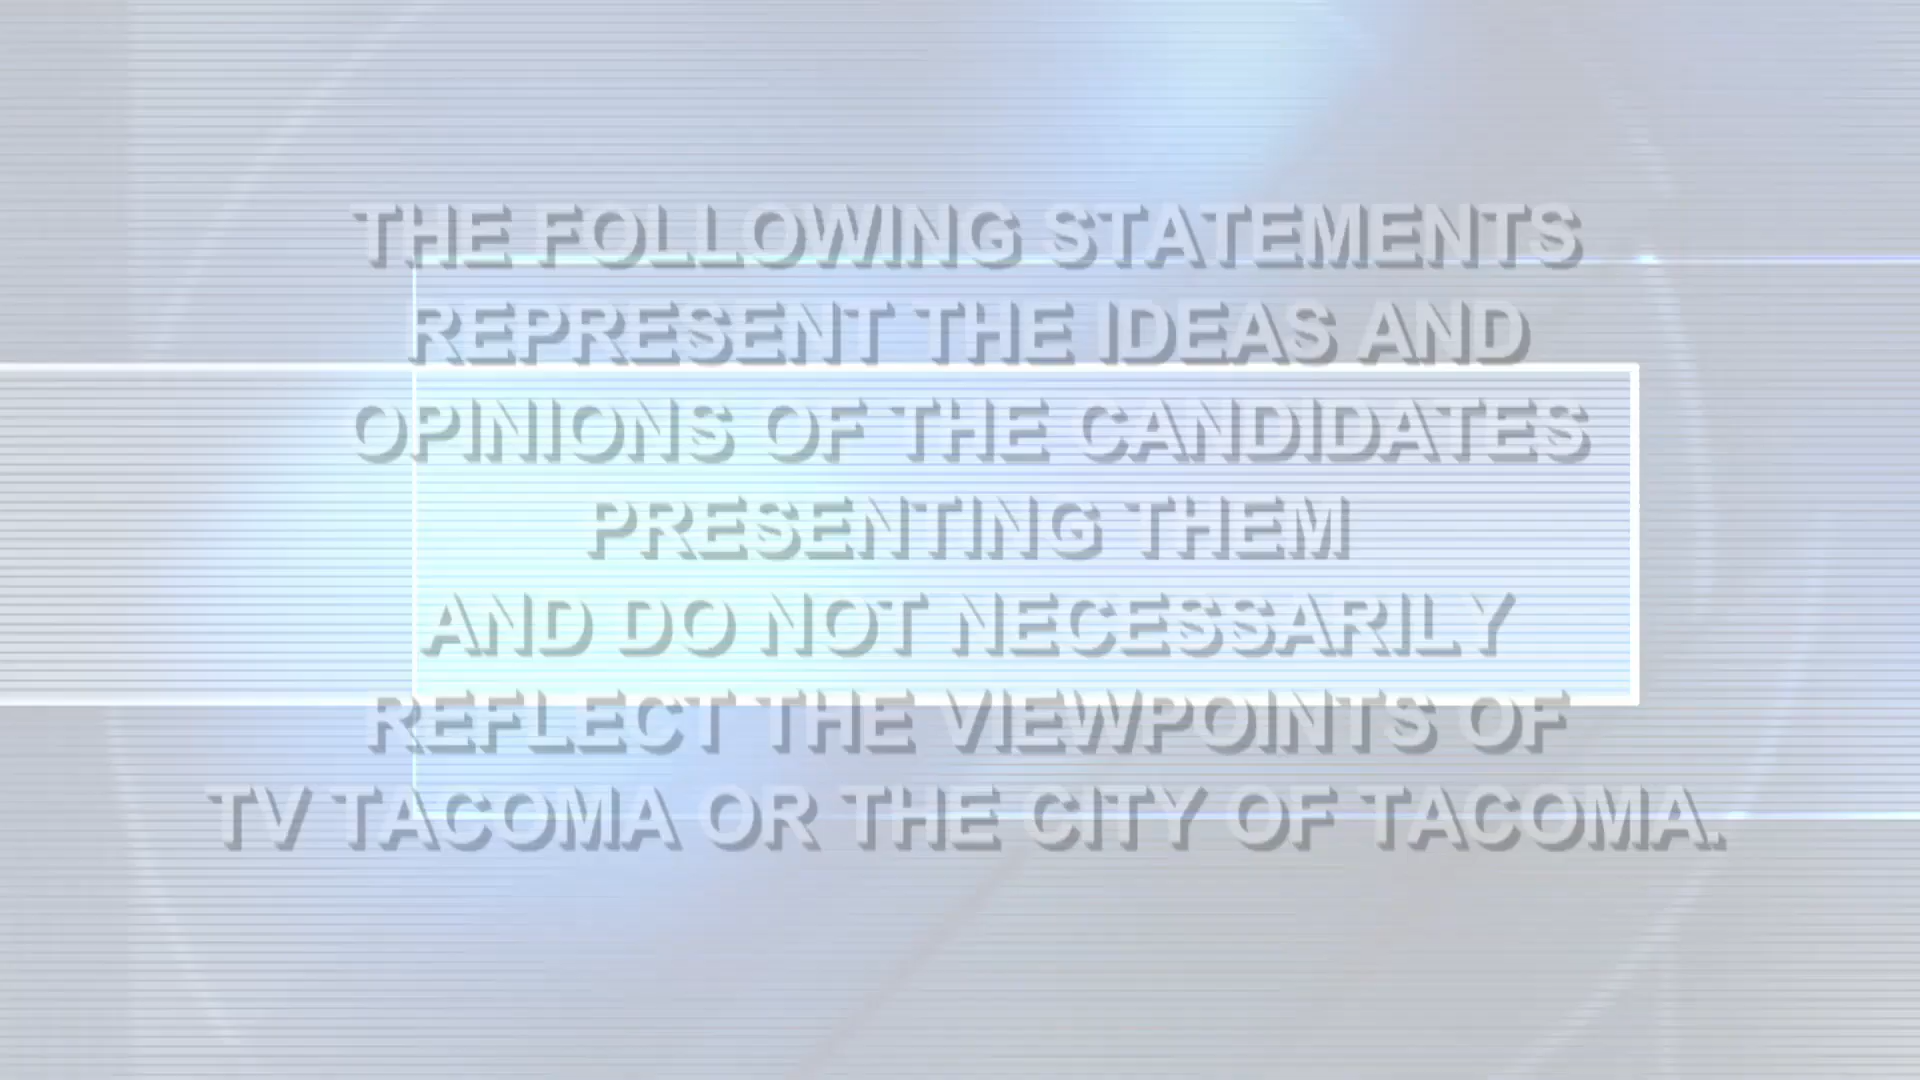 THE FOLLOWING STATEMENTS
REPRESENT THE IDEAS AND
OPINIONS OF THE CANDIDATES
PRESENTING THEM
AND DO NOT NECESSARILY
REFLECT THE VIEWPOINTS OF
TV TACOMA OR THE CITY OF TACOMA.